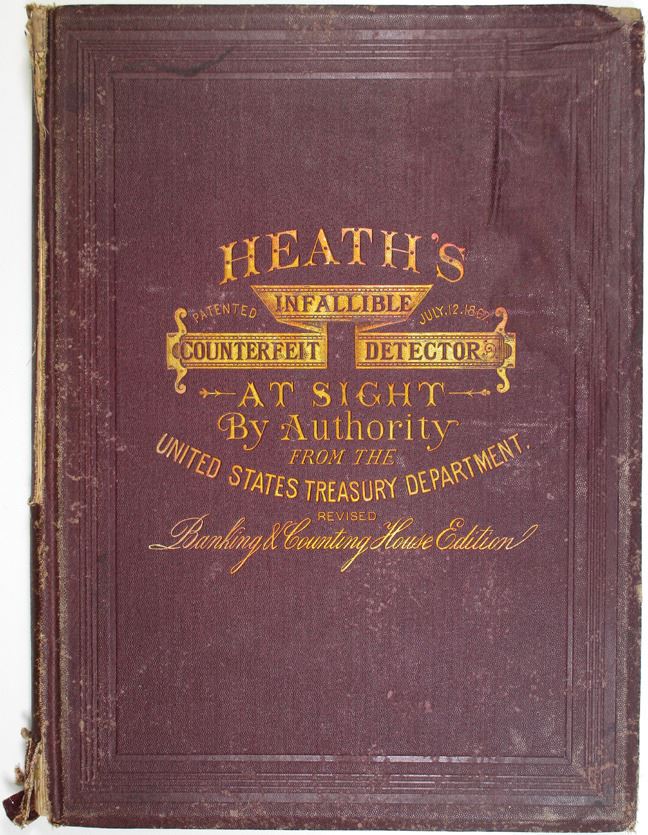 HEATH'S
INFALLIBLE
PATENTED JULY.12.1867.
COUNTERFEIT DETECTOR
AT SIGHT
By Authority
FROM THE
UNITED STATES TREASURY DEPARTMENT.
REVISED
Banking & Counting House Edition